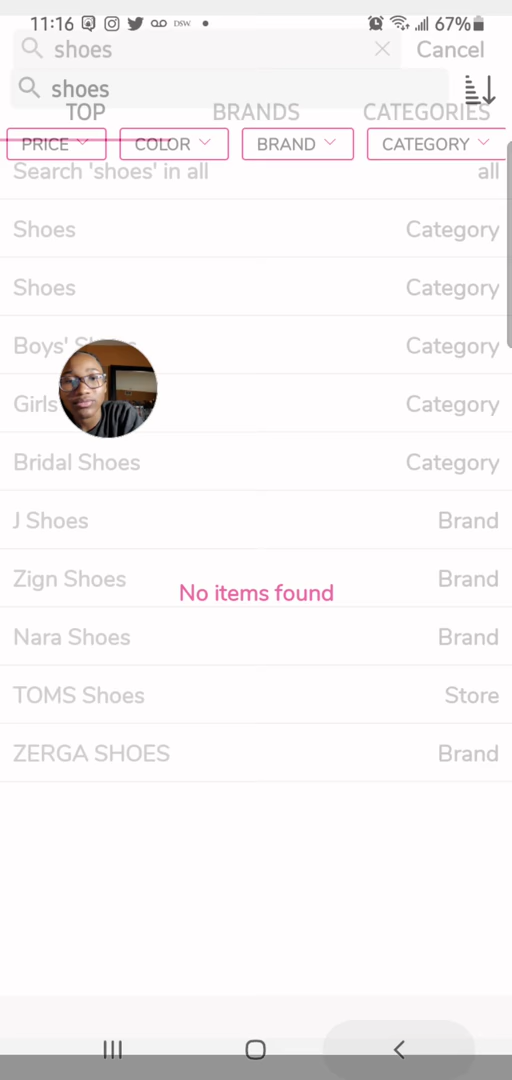 11:16 DSW 67%
shoes Cancel
shoes
TOP BRANDS CATEGORIES
PRICE COLOR BRAND CATEGORY
Search 'shoes' in all all
Shoes Category
Shoes Category
Boys' Shoes Category
Girls Category
Bridal Shoes Category
J Shoes Brand
Zign Shoes Brand
No items found
Nara Shoes Brand
TOMS Shoes Store
ZERGA SHOES Brand